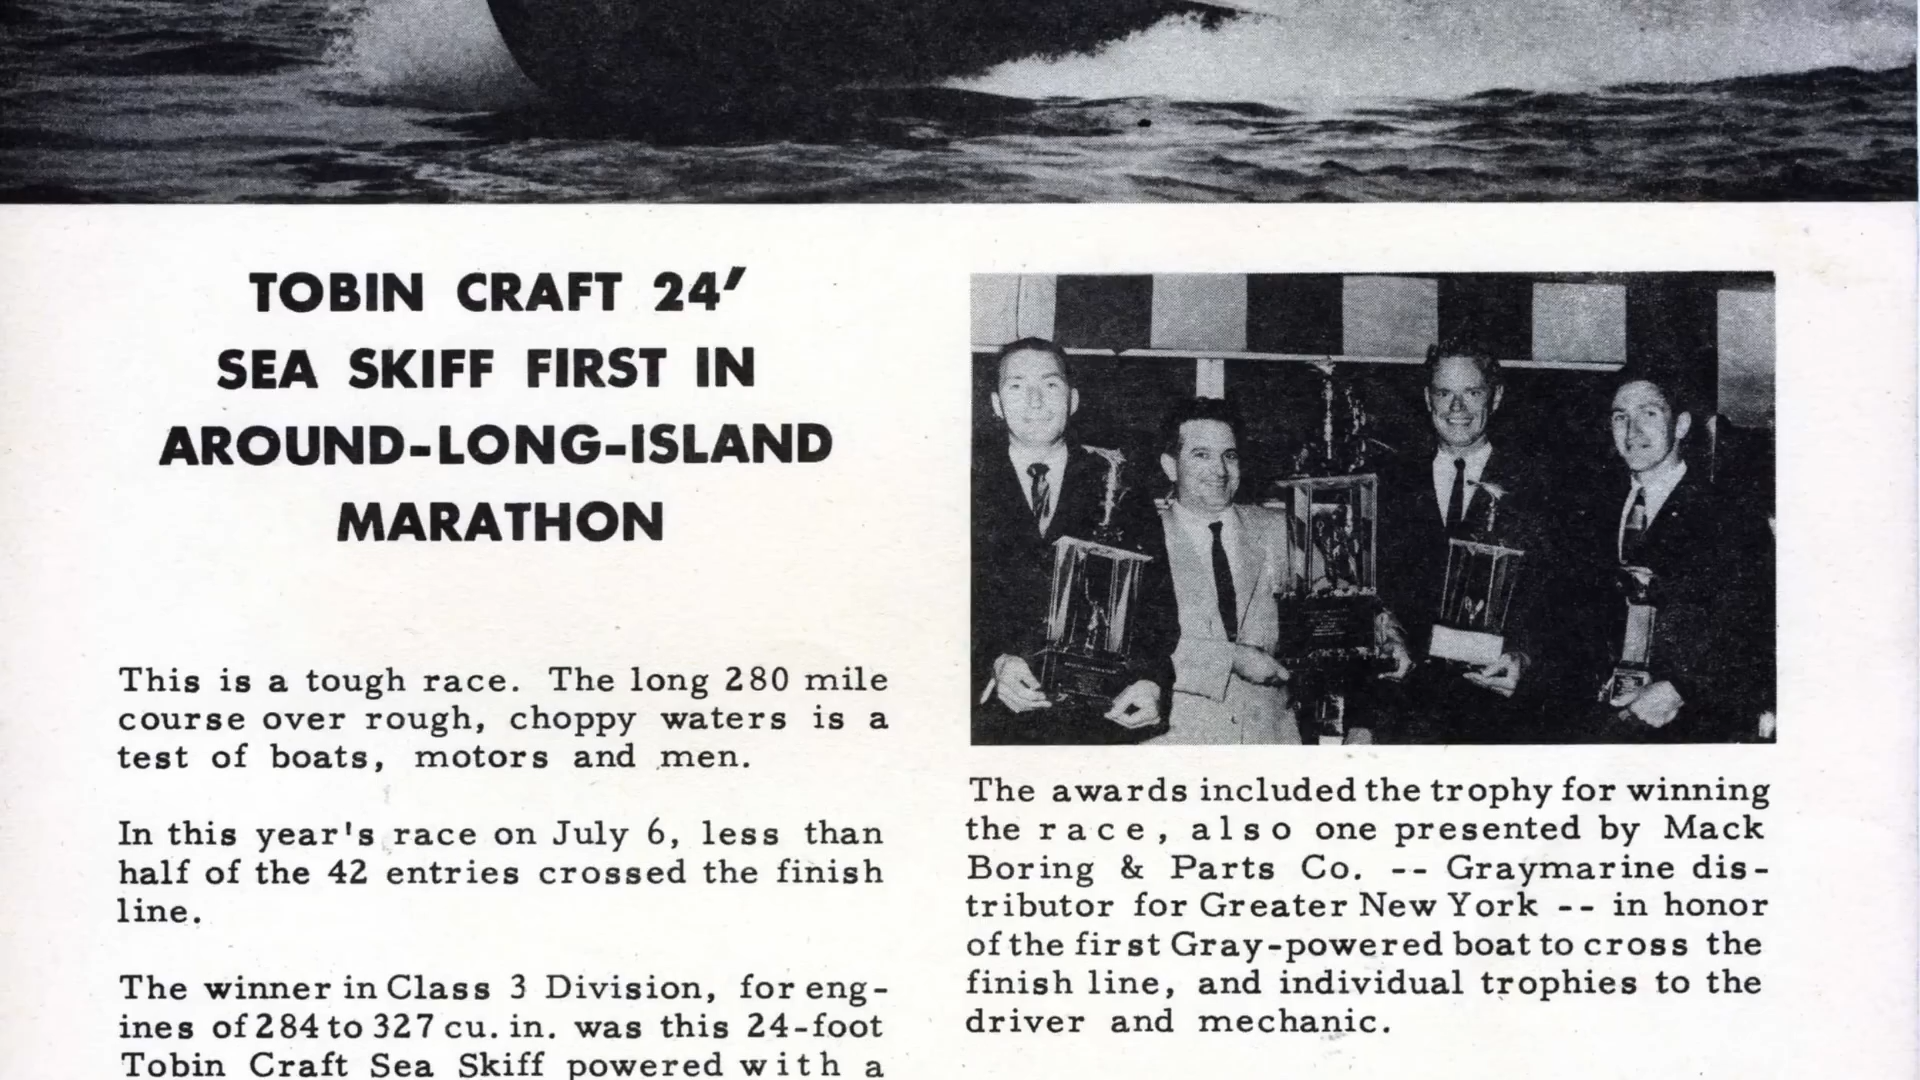 TOBIN CRAFT 24'
SEA SKIFF FIRST IN
AROUND-LONG-ISLAND
MARATHON
This is a tough race. The long 280 mile
course over rough, choppy waters is a
test of boats, motors and men.
In this year's race on July 6, less than
half of the 42 entries crossed the finish
line.
The winner in Class 3 Division, for eng-
ines of 284 to 327 cu. in. was this 24-foot
Tobin Craft Sea Skiff powered with a
The awards included the trophy for winning
the race, also one presented by Mack
Boring & Parts Co. -- Graymarine dis-
tributor for Greater New York -- in honor
of the first Gray-powered boat to cross the
finish line, and individual trophies to the
driver and mechanic.